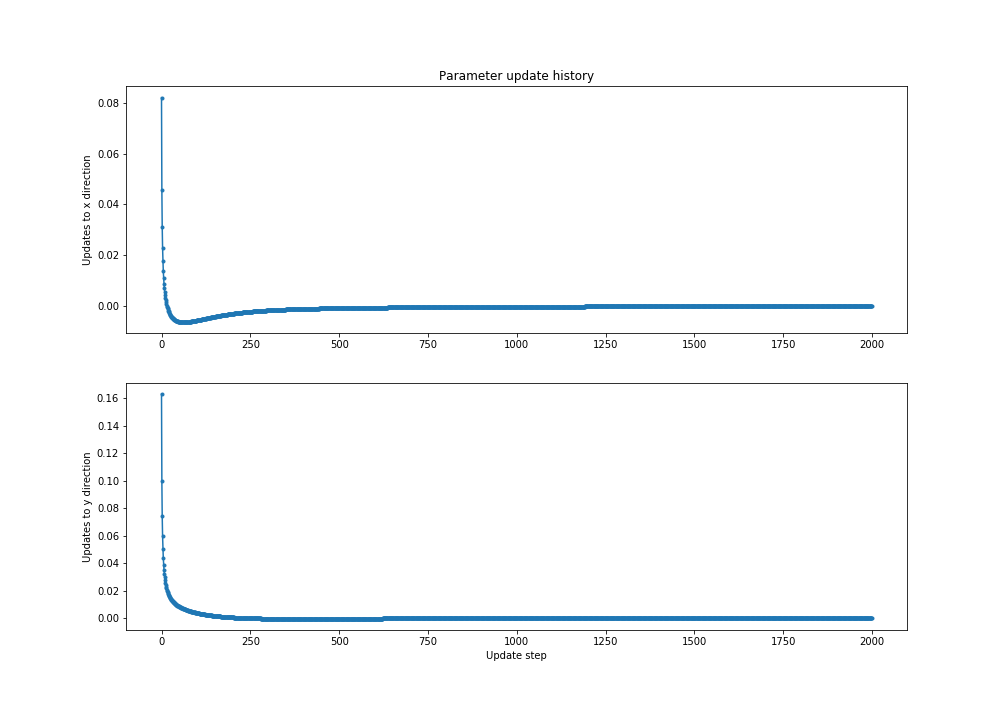 Parameter update history
Updates to x direction
0.08
0.06
0.04
0.02
0.00
0 250 500 750 1000 1250 1500 1750 2000
Updates to y direction
0.16
0.14
0.12
0.10
0.08
0.06
0.04
0.02
0.00
0 250 500 750 1000 1250 1500 1750 2000
Update step